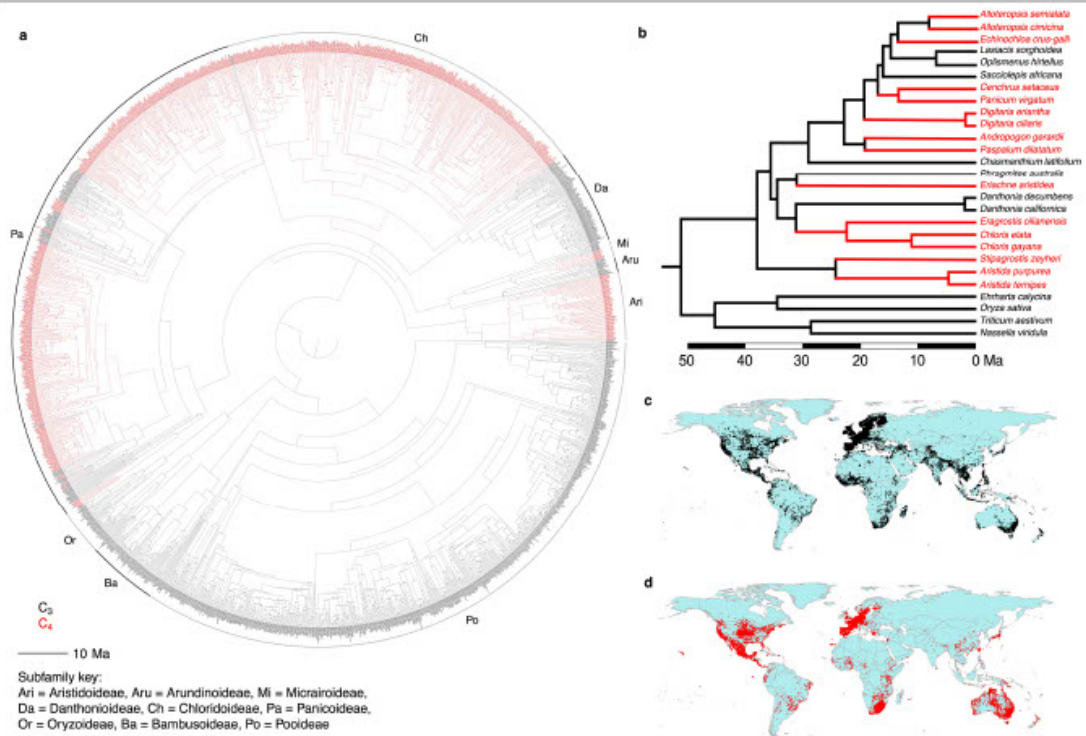 a
Ch
Da
Mi
Aru
Ari
Pa
Or
Ba
Po
C3
C4
10 Ma
Subfamily key:
Ari = Aristidoideae, Aru = Arundinoideae, Mi = Micrairoideae,
Da = Danthonioideae, Ch = Chloridoideae, Pa = Panicoideae,
Or = Oryzoideae, Ba = Bambusoideae, Po = Pooideae
b
Alloteropsis semialata
Alloteropsis cimicina
Echinochloa crus-galli
Lasiacis sorghoidea
Oplismenus hirtellus
Sacciolepis africana
Cenchrus setaceus
Panicum virgatum
Digitaria eriantha
Digitaria ciliaris
Andropogon gerardii
Paspalum dilatatum
Chasmanthium latifolium
Phragmites australis
Eriachne aristidea
Danthonia decumbens
Danthonia californica
Eragrostis cilianensis
Chloris elata
Chloris gayana
Stipagrostis zeyheri
Aristida purpurea
Aristida ternipes
Ehrharta calycina
Oryza sativa
Triticum aestivum
Nassella viridula
50 40 30 20 10 0 Ma
c
d